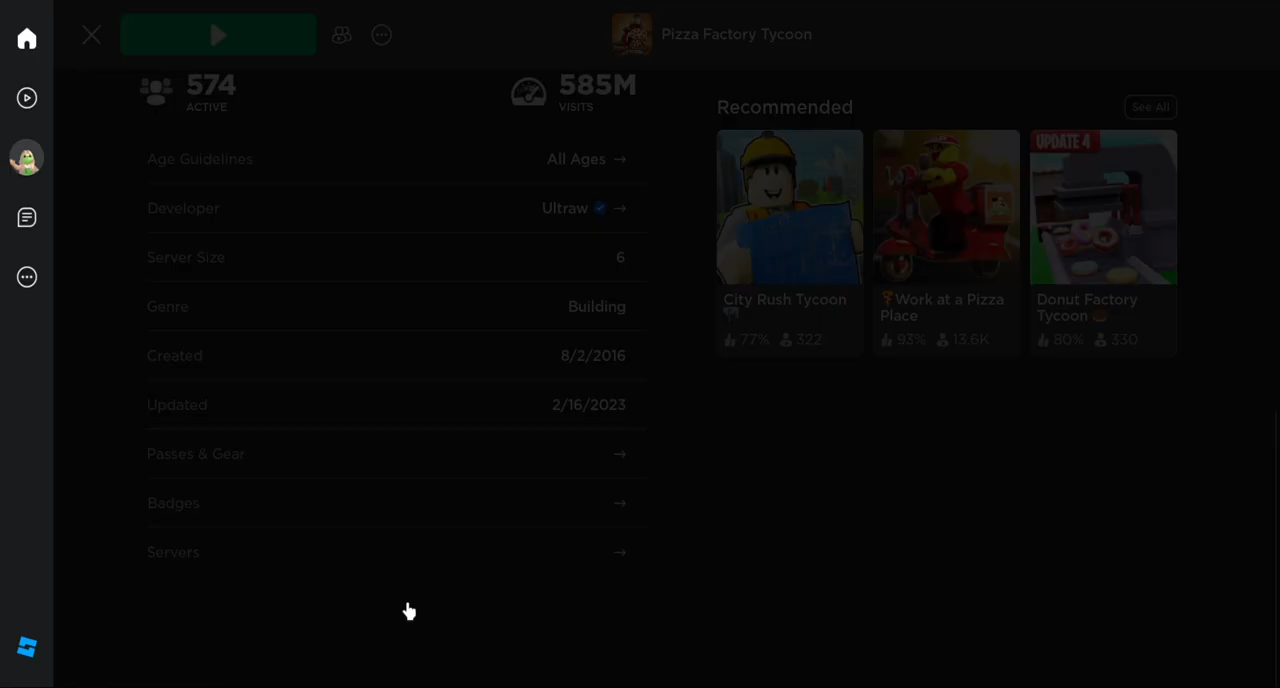 Pizza Factory Tycoon
574
ACTIVE
585M
VISITS
Age Guidelines
All Ages →
Developer
Ultraw →
Server Size
6
Genre
Building
Created
8/2/2016
Updated
2/16/2023
Passes & Gear →
Badges →
Servers →
Recommended
See All
City Rush Tycoon
77% 322
Work at a Pizza
Place
93% 13.6K
UPDATE 4
Donut Factory
Tycoon
80% 330